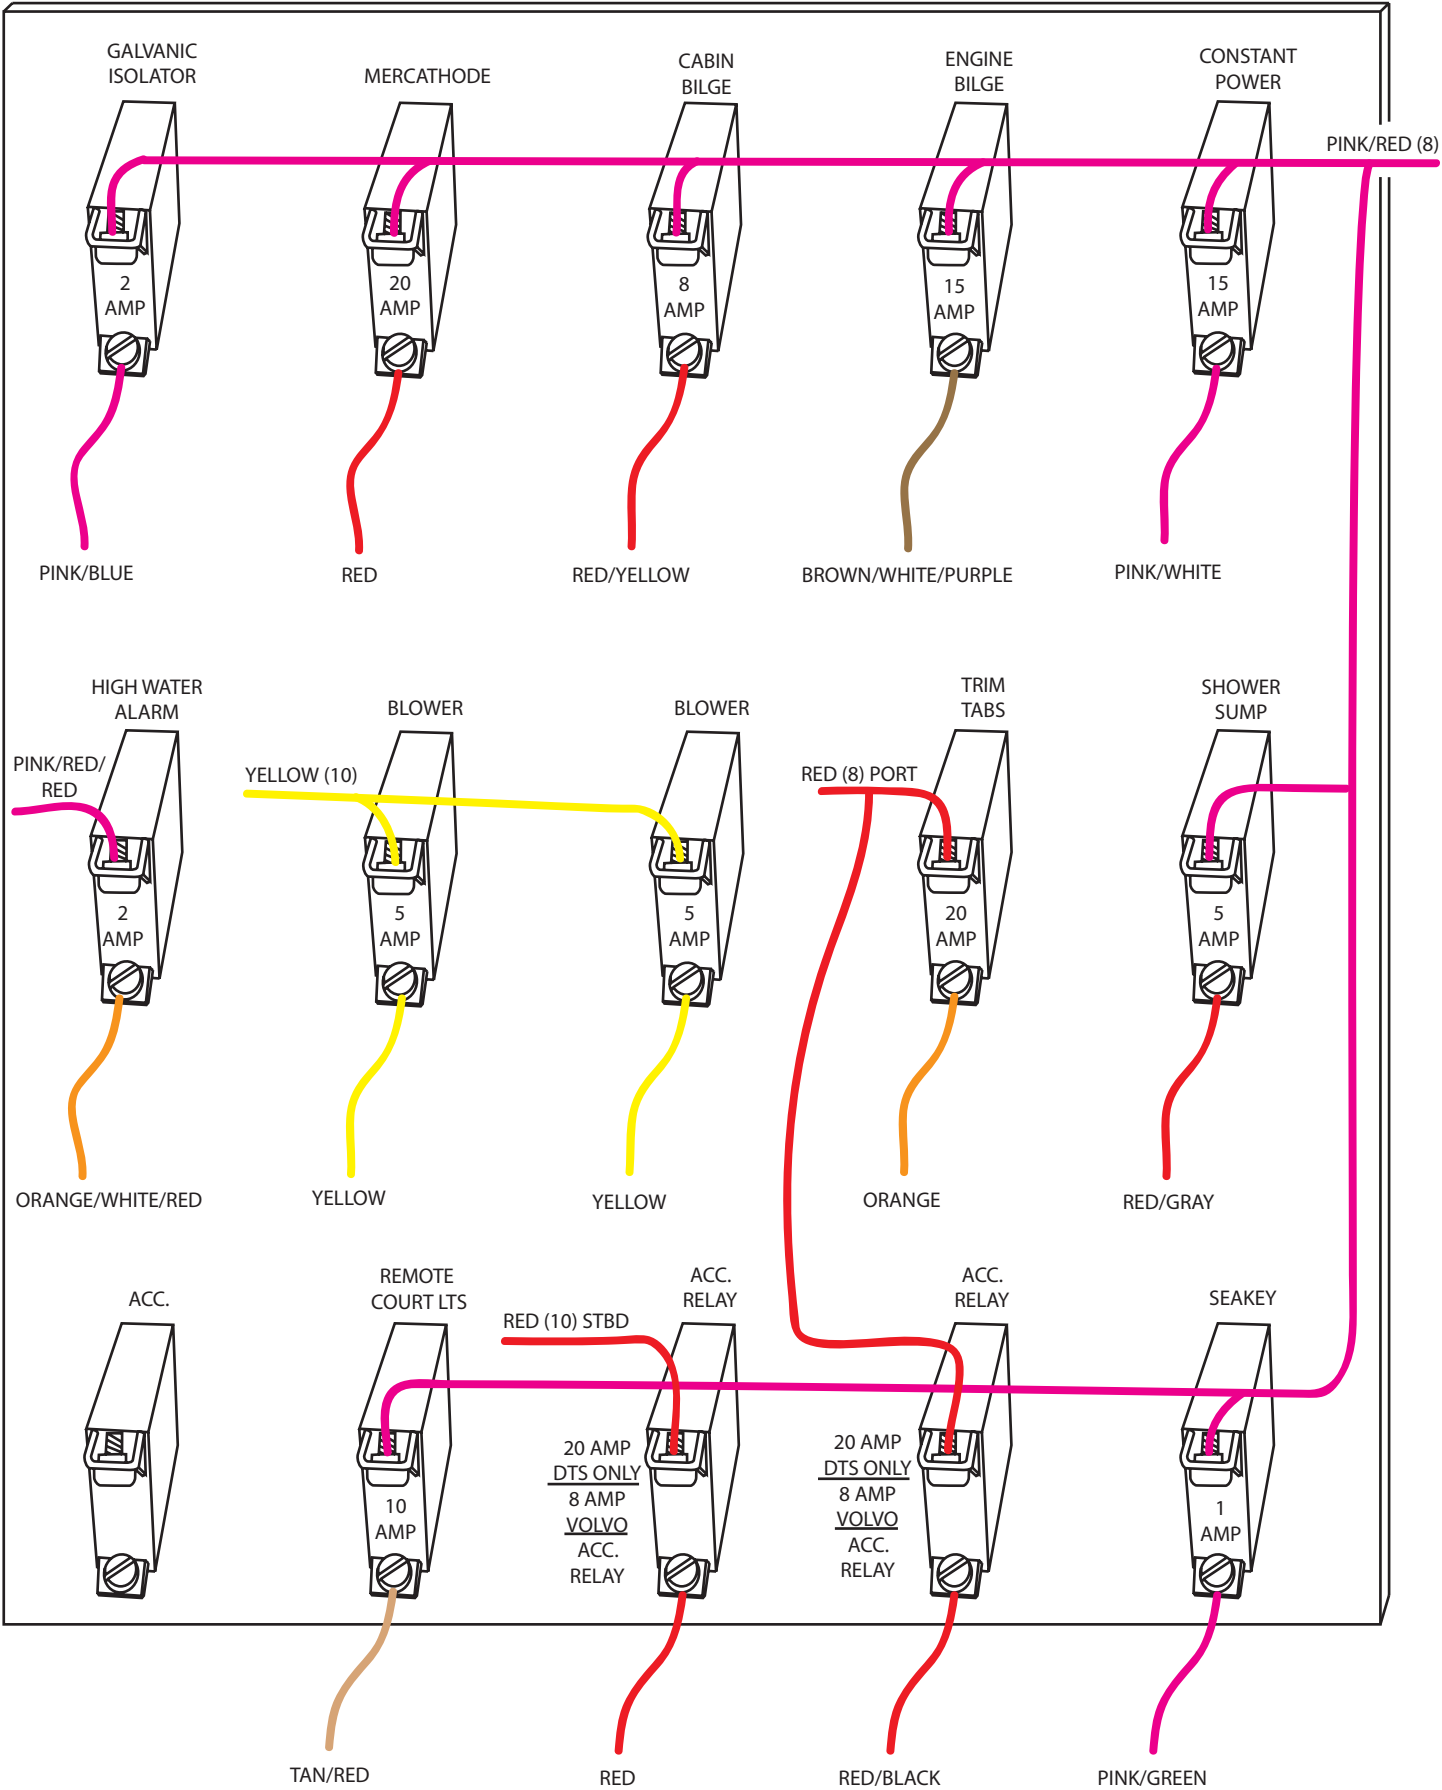 GALVANIC
ISOLATOR
MERCATHODE
CABIN
BILGE
ENGINE
BILGE
CONSTANT
POWER
PINK/RED (8)
2
AMP
20
AMP
8
AMP
15
AMP
15
AMP
PINK/BLUE
RED
RED/YELLOW
BROWN/WHITE/PURPLE
PINK/WHITE
HIGH WATER
ALARM
BLOWER
BLOWER
TRIM
TABS
SHOWER
SUMP
PINK/RED/
RED
YELLOW (10)
RED (8) PORT
2
AMP
5
AMP
5
AMP
20
AMP
5
AMP
ORANGE/WHITE/RED
YELLOW
YELLOW
ORANGE
RED/GRAY
ACC.
REMOTE
COURT LTS
ACC.
RELAY
ACC.
RELAY
SEAKEY
RED (10) STBD
10
AMP
20 AMP
DTS ONLY
8 AMP
VOLVO
ACC.
RELAY
20 AMP
DTS ONLY
8 AMP
VOLVO
ACC.
RELAY
1
AMP
TAN/RED
RED
RED/BLACK
PINK/GREEN